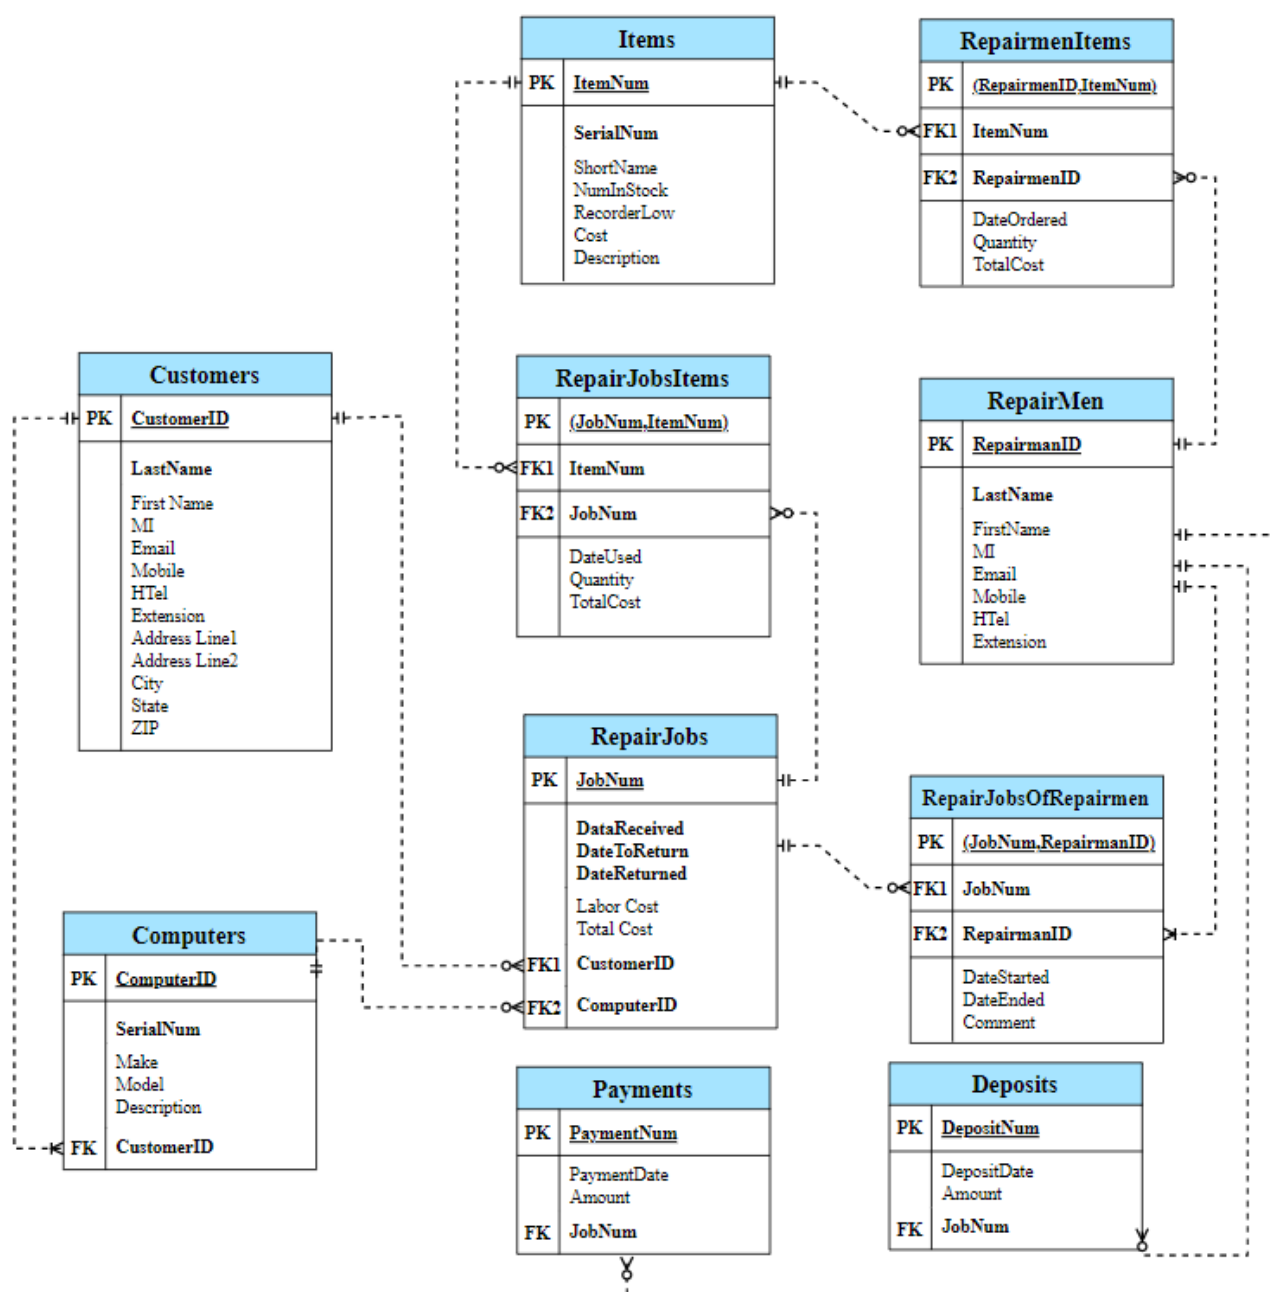 Items
PK ItemNum
SerialNum
ShortName
NumInStock
RecorderLow
Cost
Description
RepairmenItems
PK (RepairmenID,ItemNum)
FK1 ItemNum
FK2 RepairmenID
DateOrdered
Quantity
TotalCost
Customers
PK CustomerID
LastName
First Name
MI
Email
Mobile
HTel
Extension
Address Line1
Address Line2
City
State
ZIP
RepairJobsItems
PK (JobNum,ItemNum)
FK1 ItemNum
FK2 JobNum
DateUsed
Quantity
TotalCost
RepairMen
PK RepairmanID
LastName
FirstName
MI
Email
Mobile
HTel
Extension
RepairJobs
PK JobNum
DataReceived
DateToReturn
DateReturned
Labor Cost
Total Cost
FK1 CustomerID
FK2 ComputerID
RepairJobsOfRepairmen
PK (JobNum,RepairmanID)
FK1 JobNum
FK2 RepairmanID
DateStarted
DateEnded
Comment
Computers
PK ComputerID
SerialNum
Make
Model
Description
FK CustomerID
Payments
PK PaymentNum
PaymentDate
Amount
FK JobNum
Deposits
PK DepositNum
DepositDate
Amount
FK JobNum